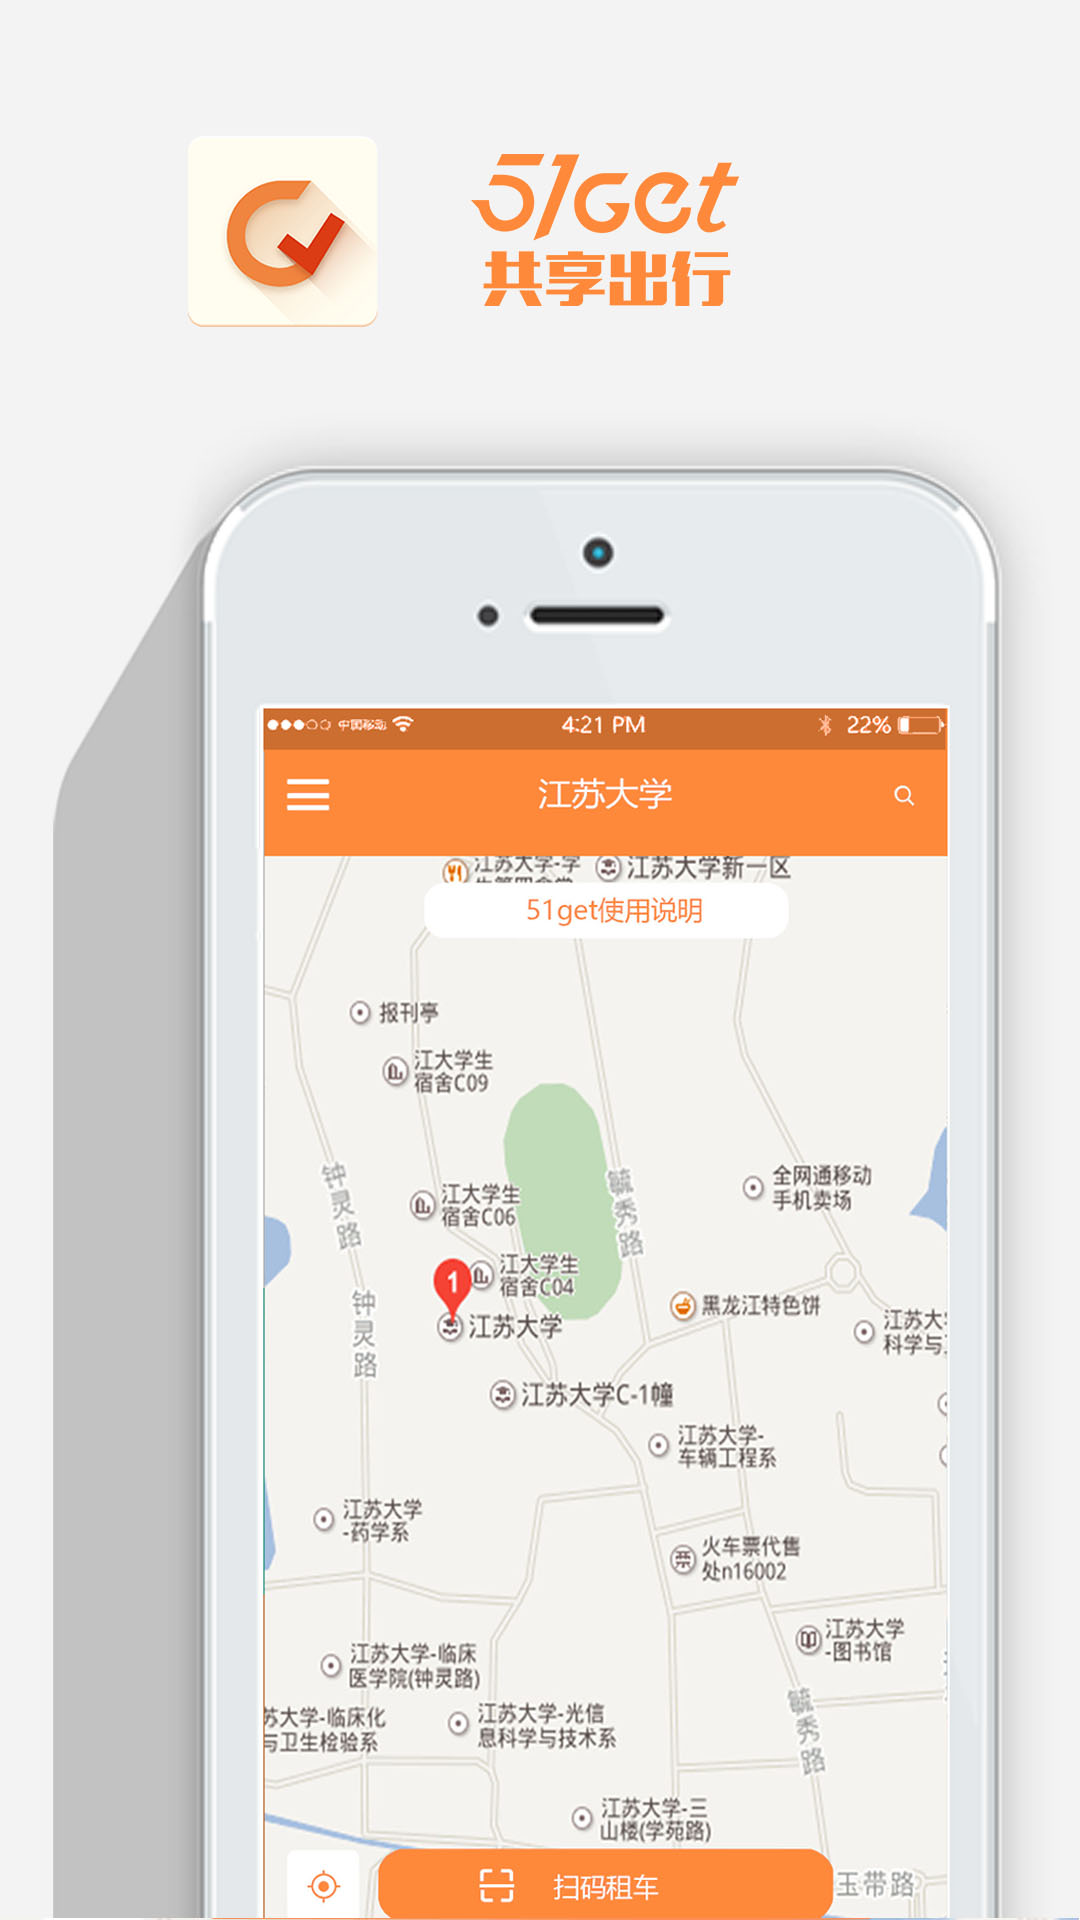 51Get
共享出行
中国移动
4:21 PM
22%
江苏大学
江苏大学-学
江苏大学新一区
51get使用说明
报刊亭
江大学生
宿舍C09
钟灵路
江大学生
宿舍C06
毓秀路
全网通移动
手机卖场
江大学生
宿舍C04
1
江苏大学
钟灵路
黑龙江特色饼
江苏大
科学与
江苏大学C-1幢
江苏大学-
车辆工程系
江苏大学
-药学系
火车票代售
处n16002
江苏大学
-图书馆
江苏大学-临床
医学院(钟灵路)
苏大学-临床化
与卫生检验系
江苏大学-光信
息科学与技术系
毓秀路
江苏大学-三
山楼(学苑路)
扫码租车
玉带路